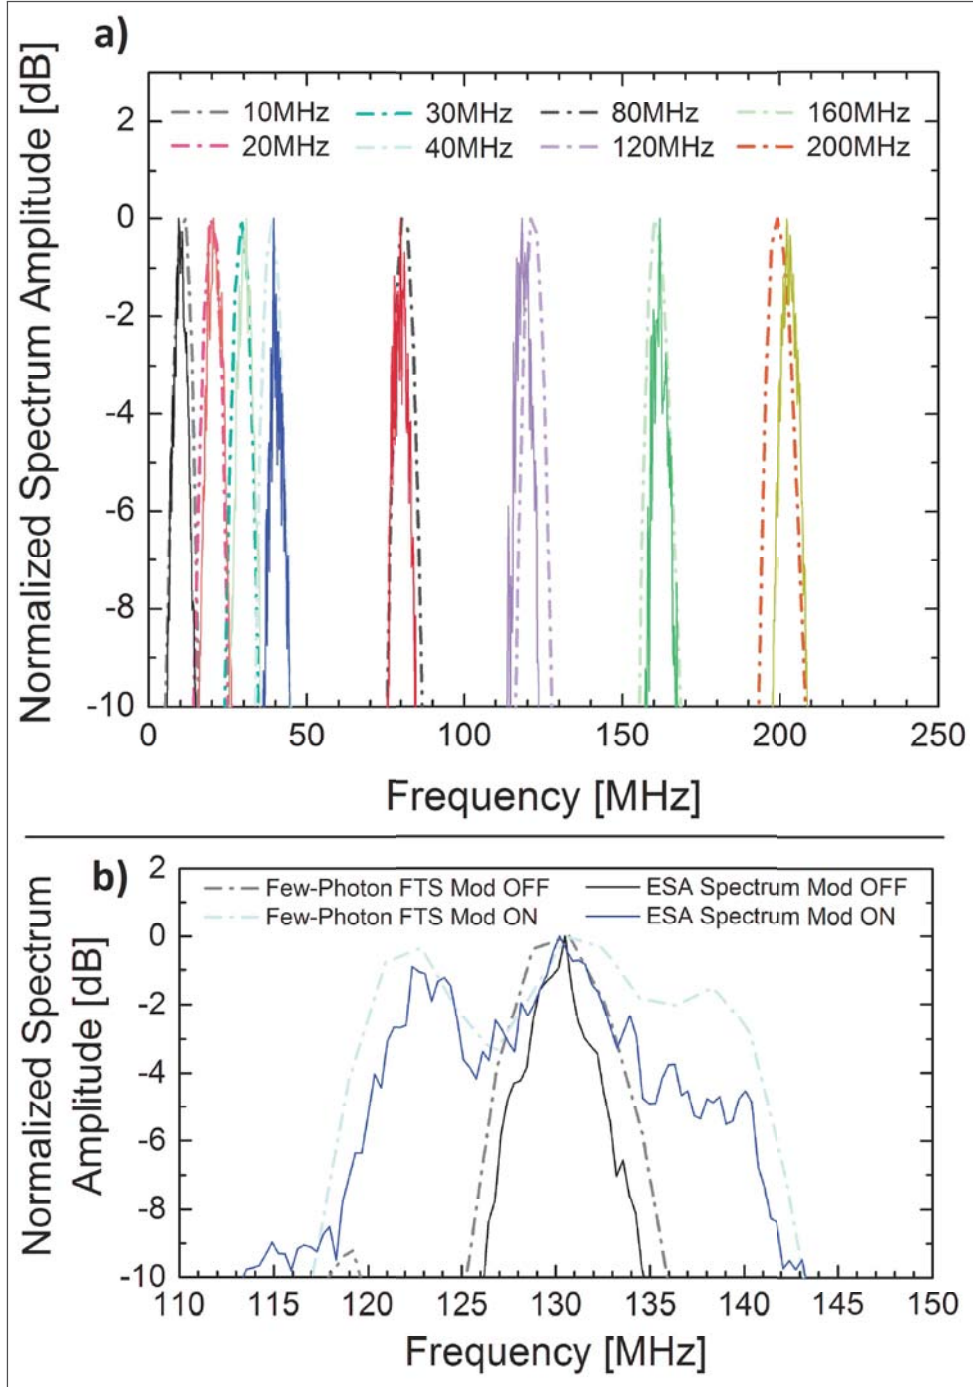 a)
Normalized Spectrum Amplitude [dB]
10MHz 30MHz 80MHz 160MHz
20MHz 40MHz 120MHz 200MHz
2
0
-2
-4
-6
-8
-10
0 50 100 150 200 250
Frequency [MHz]
b)
Normalized Spectrum
Amplitude [dB]
Few-Photon FTS Mod OFF ESA Spectrum Mod OFF
Few-Photon FTS Mod ON ESA Spectrum Mod ON
2
0
-2
-4
-6
-8
-10
110 115 120 125 130 135 140 145 150
Frequency [MHz]